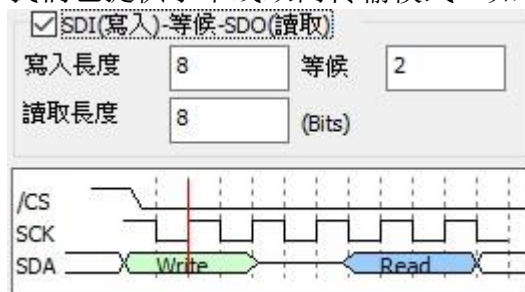 SDI(寫入)-等候-SDO(讀取)
寫入長度 8 等候 2
讀取長度 8 (Bits)
/CS
SCK
SDA Write Read